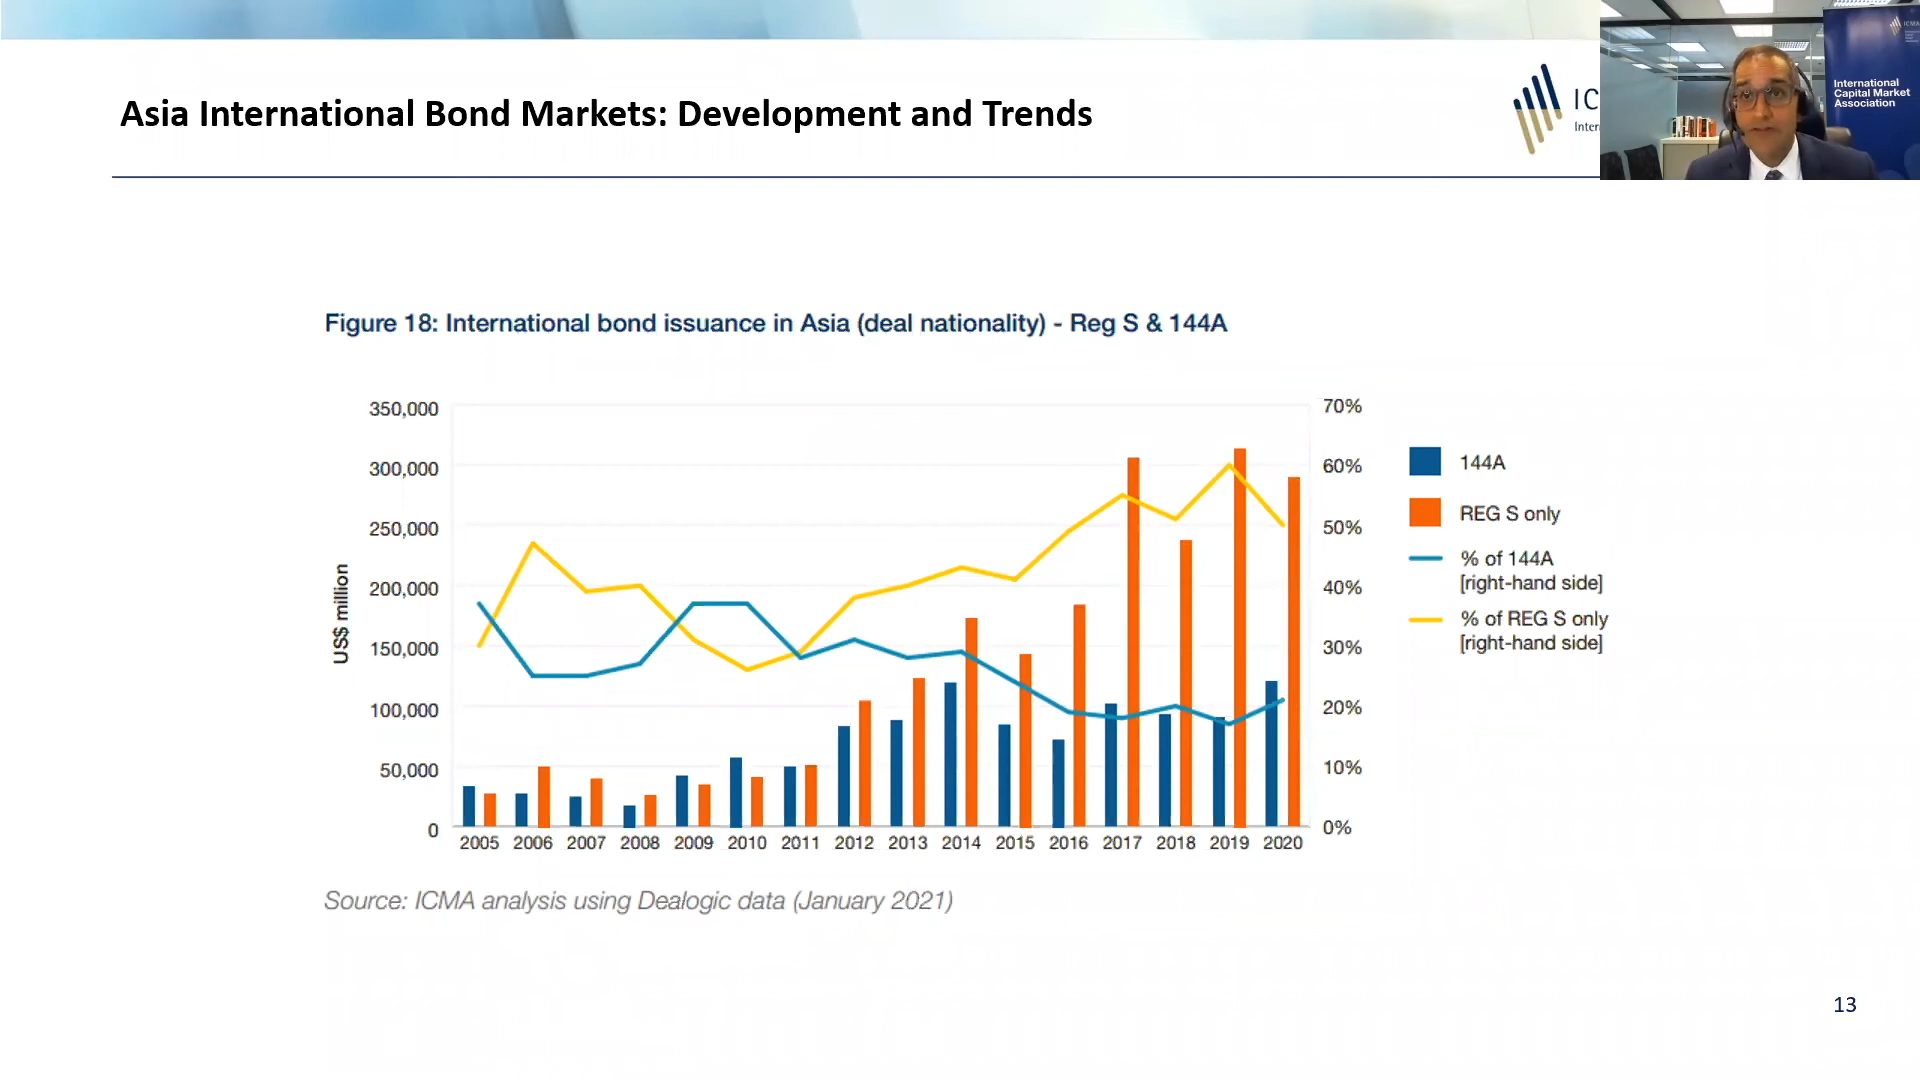 Asia International Bond Markets: Development and Trends
IC
Inter
ICMA
International
Capital Market
Association
Figure 18: International bond issuance in Asia (deal nationality) - Reg S & 144A
350,000
300,000
250,000
200,000
150,000
100,000
50,000
0
US$ million
70%
60%
50%
40%
30%
20%
10%
0%
2005 2006 2007 2008 2009 2010 2011 2012 2013 2014 2015 2016 2017 2018 2019 2020
144A
REG S only
% of 144A
[right-hand side]
% of REG S only
[right-hand side]
Source: ICMA analysis using Dealogic data (January 2021)
13